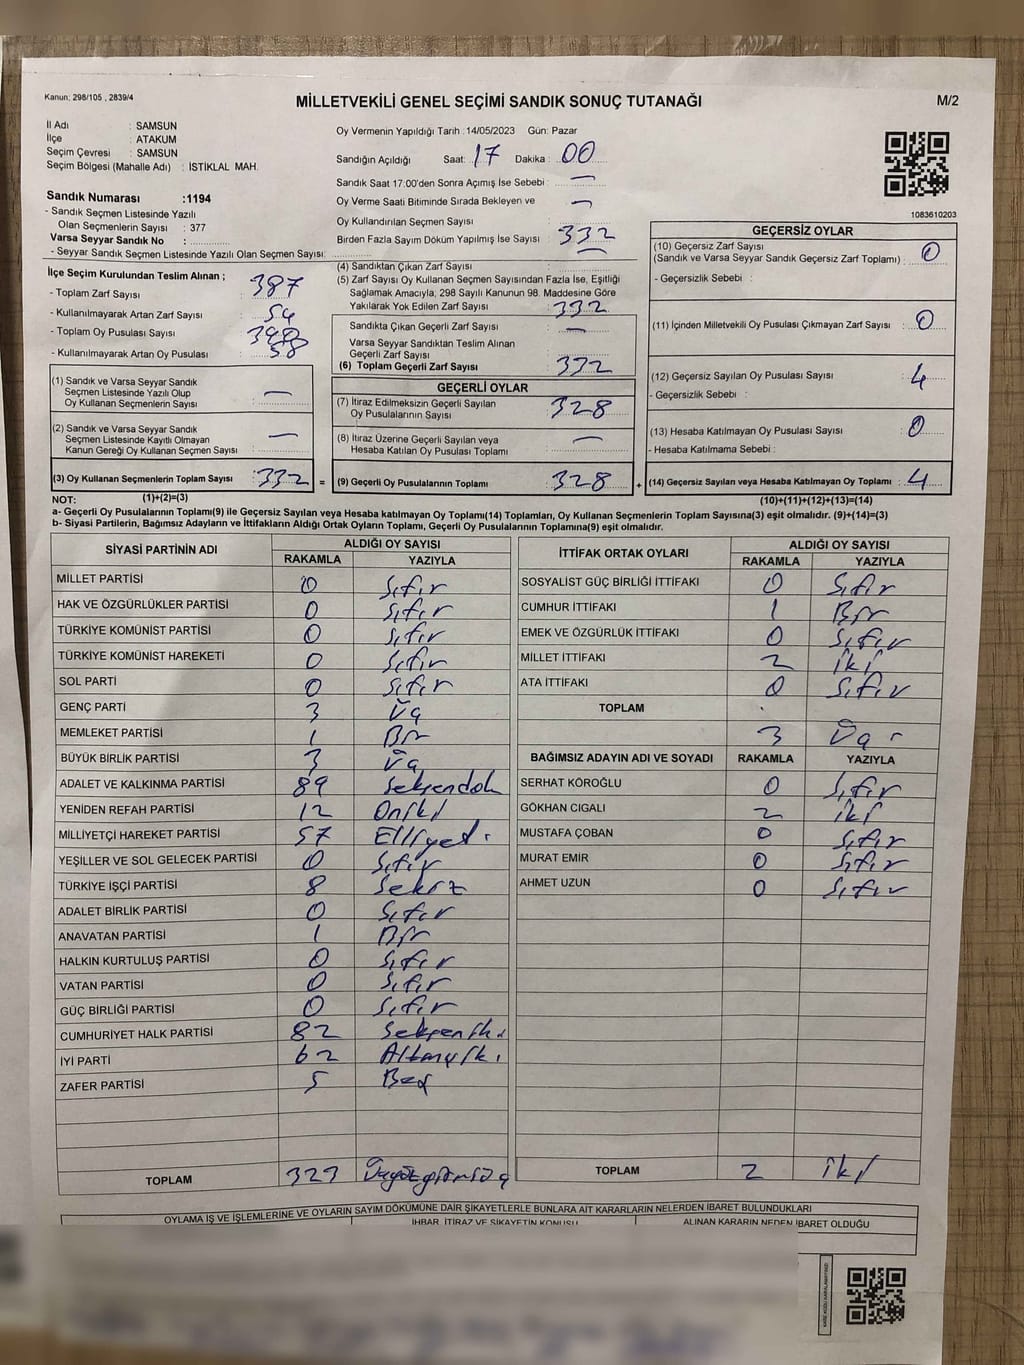 Kanun; 298/105 , 2839/4
MİLLETVEKİLİ GENEL SEÇİMİ SANDIK SONUÇ TUTANAĞI
M/2
İl Adı : SAMSUN
İlçe : ATAKUM
Seçim Çevresi : SAMSUN
Seçim Bölgesi (Mahalle Adı) : İSTİKLAL MAH.
Sandık Numarası :1194
- Sandık Seçmen Listesinde Yazılı
Olan Seçmenlerin Sayısı : 377
Varsa Seyyar Sandık No :
- Seyyar Sandık Seçmen Listesinde Yazılı Olan Seçmen Sayısı:
Oy Vermenin Yapıldığı Tarih :14/05/2023 Gün: Pazar
Sandığın Açıldığı Saat: 17 Dakika : 00
Sandık Saat 17:00'den Sonra Açımış İse Sebebi : —
Oy Verme Saati Bitiminde Sırada Bekleyen ve —
Oy Kullandırılan Seçmen Sayısı :
Birden Fazla Sayım Döküm Yapılmış İse Sayısı : 332
1083610203
İlçe Seçim Kurulundan Teslim Alınan ;
- Toplam Zarf Sayısı : 387
- Kullanılmayarak Artan Zarf Sayısı : 54
- Toplam Oy Pusulası Sayısı :
- Kullanılmayarak Artan Oy Pusulası : 58
(4) Sandıktan Çıkan Zarf Sayısı : —
(5) Zarf Sayısı Oy Kullanan Seçmen Sayısından Fazla İse, Eşitliği
Sağlamak Amacıyla, 298 Sayılı Kanunun 98. Maddesine Göre
Yakılarak Yok Edilen Zarf Sayısı : 332
Sandıkta Çıkan Geçerli Zarf Sayısı : —
Varsa Seyyar Sandıktan Teslim Alınan
Geçerli Zarf Sayısı :
(6) Toplam Geçerli Zarf Sayısı : 332
GEÇERSİZ OYLAR
(10) Geçersiz Zarf Sayısı
(Sandık ve Varsa Seyyar Sandık Geçersiz Zarf Toplamı) : 0
- Geçersizlik Sebebi :
(11) İçinden Milletvekili Oy Pusulası Çıkmayan Zarf Sayısı : 0
(12) Geçersiz Sayılan Oy Pusulası Sayısı : 4
- Geçersizlik Sebebi :
(13) Hesaba Katılmayan Oy Pusulası Sayısı : 0
- Hesaba Katılmama Sebebi :
(1) Sandık ve Varsa Seyyar Sandık
Seçmen Listesinde Yazılı Olup
Oy Kullanan Seçmenlerin Sayısı : —
(2) Sandık ve Varsa Seyyar Sandık
Seçmen Listesinde Kayıtlı Olmayan
Kanun Gereği Oy Kullanan Seçmen Sayısı : —
GEÇERLİ OYLAR
(7) İtiraz Edilmeksizin Geçerli Sayılan
Oy Pusulalarının Sayısı : 328
(8) İtiraz Üzerine Geçerli Sayılan veya
Hesaba Katılan Oy Pusulası Toplamı : —
(3) Oy Kullanan Seçmenlerin Toplam Sayısı : 332 = (9) Geçerli Oy Pusulalarının Toplamı : 328 + (14) Geçersiz Sayılan veya Hesaba Katılmayan Oy Toplamı : 4
NOT: (1)+(2)=(3) (10)+(11)+(12)+(13)=(14)
a- Geçerli Oy Pusulalarının Toplamı(9) ile Geçersiz Sayılan veya Hesaba katılmayan Oy Toplamı(14) Toplamları, Oy Kullanan Seçmenlerin Toplam Sayısına(3) eşit olmalıdır. (9)+(14)=(3)
b- Siyasi Partilerin, Bağımsız Adayların ve İttifakların Aldığı Ortak Oyların Toplamı, Geçerli Oy Pusulalarının Toplamına(9) eşit olmalıdır.
SİYASİ PARTİNİN ADI ALDIĞI OY SAYISI
RAKAMLA YAZIYLA
MİLLET PARTİSİ 0 Sıfır
HAK VE ÖZGÜRLÜKLER PARTİSİ 0 Sıfır
TÜRKİYE KOMÜNİST PARTİSİ 0 Sıfır
TÜRKİYE KOMÜNİST HAREKETİ 0 Sıfır
SOL PARTİ 0 Sıfır
GENÇ PARTİ 3 Üç
MEMLEKET PARTİSİ 1 Bir
BÜYÜK BİRLİK PARTİSİ 3 Üç
ADALET VE KALKINMA PARTİSİ 89 Seksendok
YENİDEN REFAH PARTİSİ 12 Oniki
MİLLİYETÇİ HAREKET PARTİSİ 57 Elliyed
YEŞİLLER VE SOL GELECEK PARTİSİ 0 Sıfır
TÜRKİYE İŞÇİ PARTİSİ 8 Sekiz
ADALET BİRLİK PARTİSİ 0 Sıfır
ANAVATAN PARTİSİ 1 Bir
HALKIN KURTULUŞ PARTİSİ 0 Sıfır
VATAN PARTİSİ 0 Sıfır
GÜÇ BİRLİĞİ PARTİSİ 0 Sıfır
CUMHURİYET HALK PARTİSİ 82 Sekseniki
İYİ PARTİ 62 Altmışiki
ZAFER PARTİSİ 5 Beş
TOPLAM 323 Üçyüzyirmiüç
İTTİFAK ORTAK OYLARI ALDIĞI OY SAYISI
RAKAMLA YAZIYLA
SOSYALİST GÜÇ BİRLİĞİ İTTİFAKI 0 Sıfır
CUMHUR İTTİFAKI 1 Bir
EMEK VE ÖZGÜRLÜK İTTİFAKI 0 Sıfır
MİLLET İTTİFAKI 2 İki
ATA İTTİFAKI 0 Sıfır
TOPLAM 3 Üç
BAĞIMSIZ ADAYIN ADI VE SOYADI RAKAMLA YAZIYLA
SERHAT KÖROĞLU 0 Sıfır
GÖKHAN CIGALI 2 İki
MUSTAFA ÇOBAN 0 Sıfır
MURAT EMİR 0 Sıfır
AHMET UZUN 0 Sıfır
TOPLAM 2 İki
OYLAMA İŞ VE İŞLEMLERİNE VE OYLARIN SAYIM DÖKÜMÜNE DAİR ŞİKAYETLERLE BUNLARA AİT KARARLARIN NELERDEN İBARET BULUNDUKLARI
İHBAR, İTİRAZ VE ŞİKAYETİN KONUSU ALINAN KARARIN NEDEN İBARET OLDUĞU